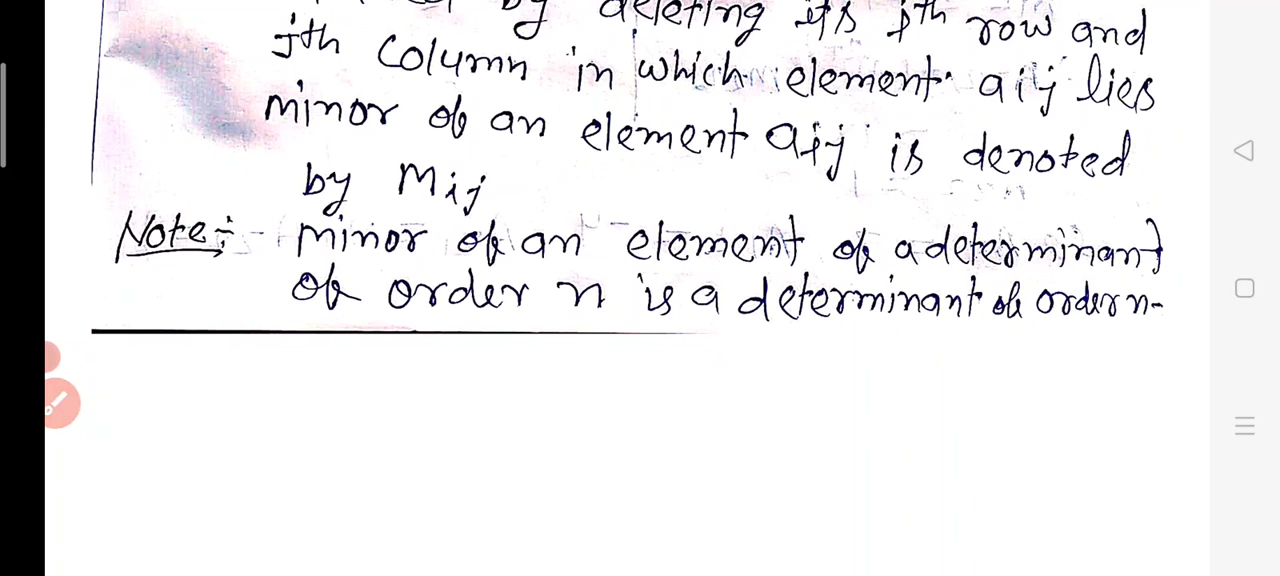 by deleting its ith row and
jth column in which element aij lies
minor of an element aij is denoted
by Mij
Note:- minor of an element of a determinant
of order n is a determinant of order n-